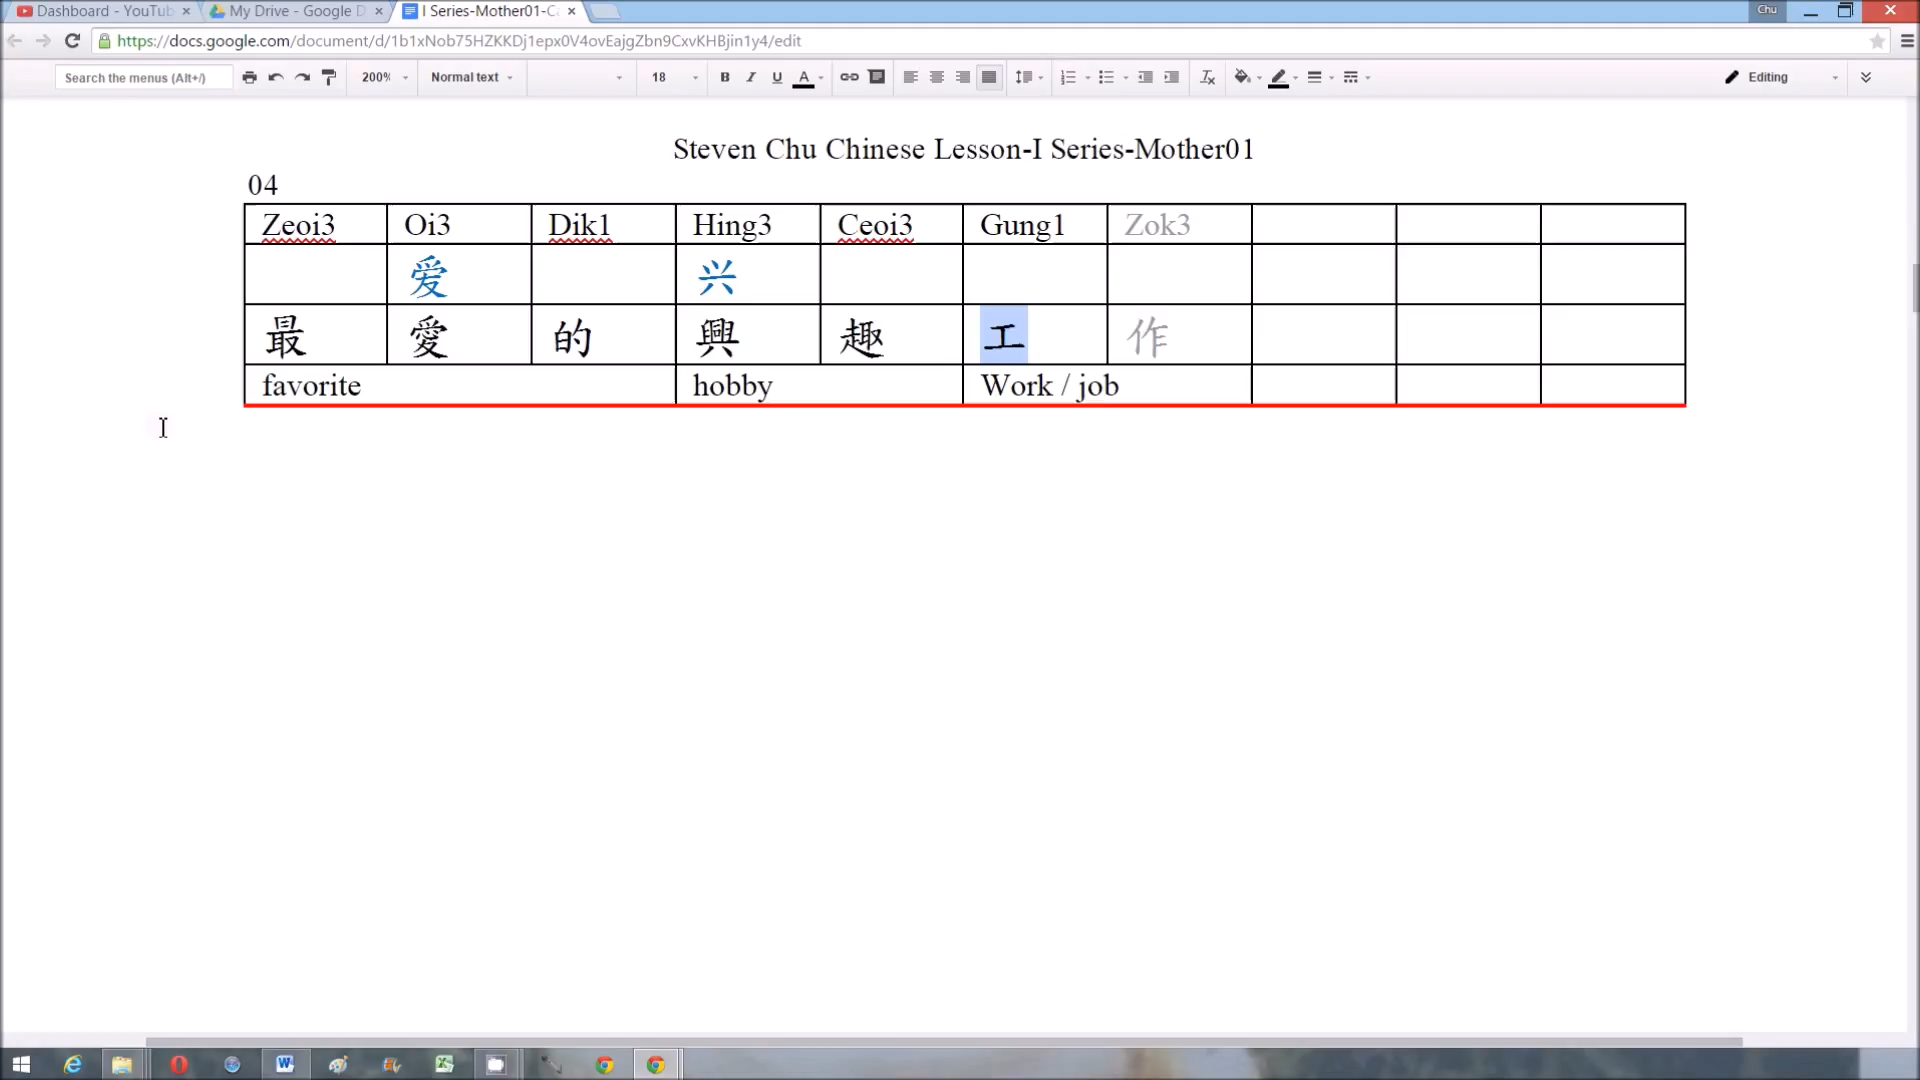 Chu
Dashboard - YouTub
My Drive - Google D
I Series-Mother01-C
https://docs.google.com/document/d/1b1xNob75HZKKDj1epx0V4ovEajgZbn9CxvKHBjin1y4/edit
Search the menus (Alt+/) 200% Normal text 18 B I U A Editing
Steven Chu Chinese Lesson-I Series-Mother01
04
Zeoi3 Oi3 Dik1 Hing3 Ceoi3 Gung1 Zok3
爱 兴
最 愛 的 興 趣 工 作
favorite hobby Work / job